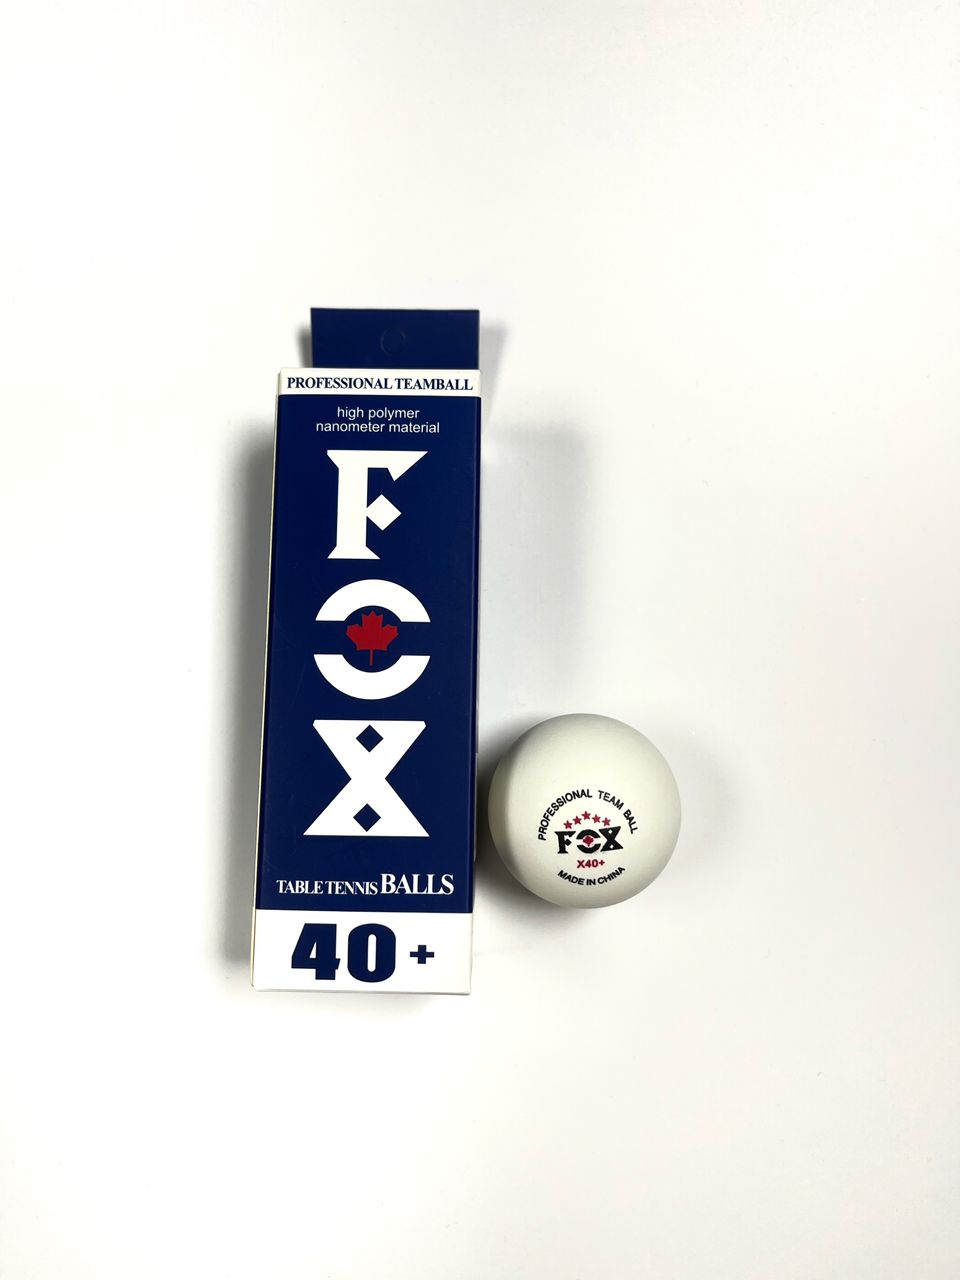 PROFESSIONAL TEAMBALL
high polymer
nanometer material
FOX
TABLE TENNIS BALLS
40+
PROFESSIONAL TEAM BALL
FOX
X40+
MADE IN CHINA